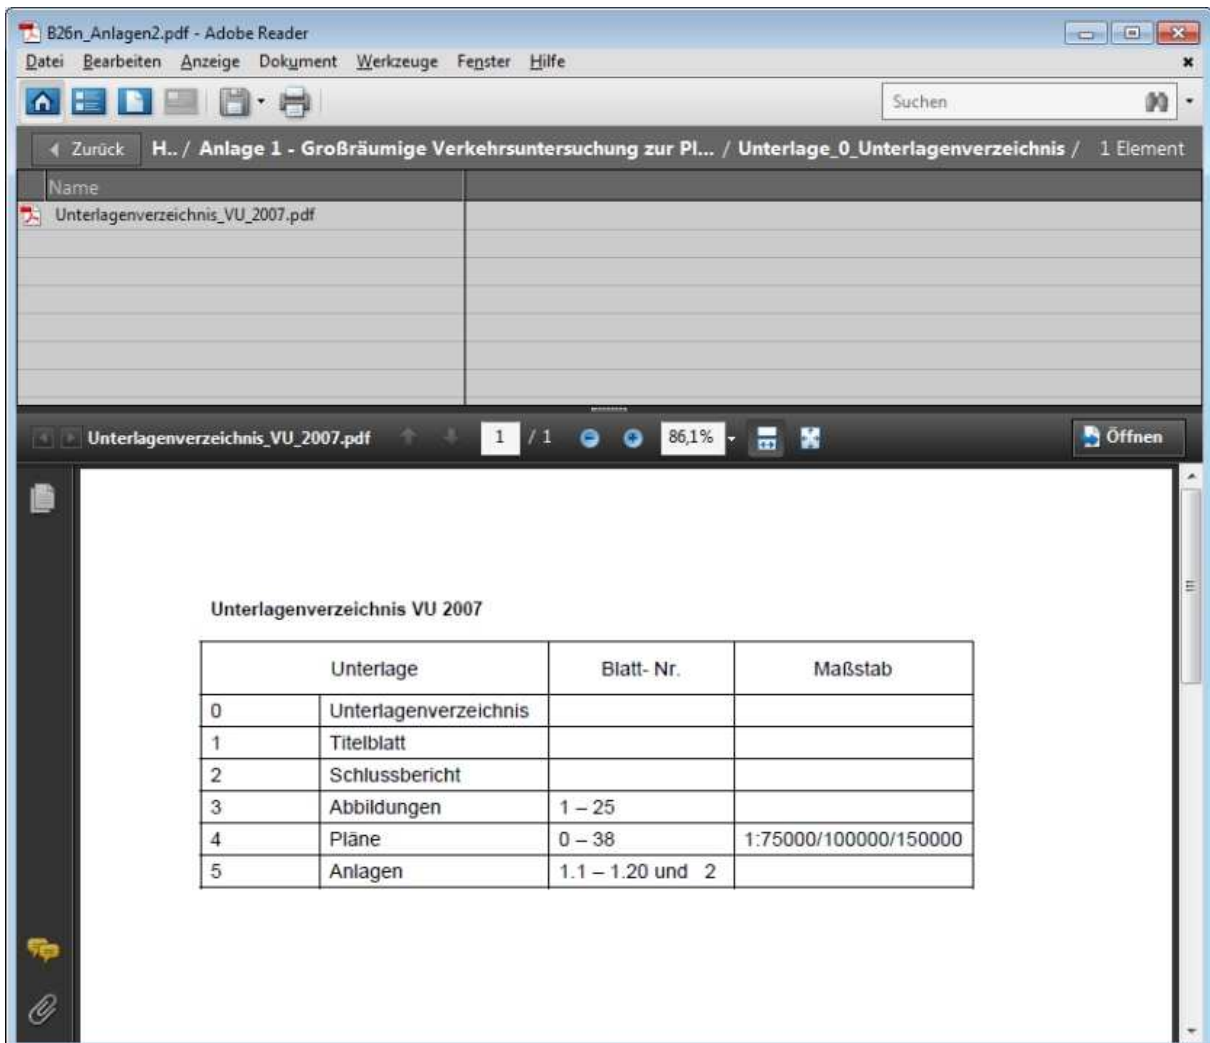 B26n_Anlagen2.pdf - Adobe Reader
Datei Bearbeiten Anzeige Dokument Werkzeuge Fenster Hilfe
Suchen
Zurück H.. / Anlage 1 - Großräumige Verkehrsuntersuchung zur Pl... / Unterlage_0_Unterlagenverzeichnis / 1 Element
Name
Unterlagenverzeichnis_VU_2007.pdf
Unterlagenverzeichnis_VU_2007.pdf 1 / 1 86,1% Öffnen
Unterlagenverzeichnis VU 2007
Unterlage Blatt- Nr. Maßstab
0 Unterlagenverzeichnis
1 Titelblatt
2 Schlussbericht
3 Abbildungen 1 – 25
4 Pläne 0 – 38 1:75000/100000/150000
5 Anlagen 1.1 – 1.20 und 2